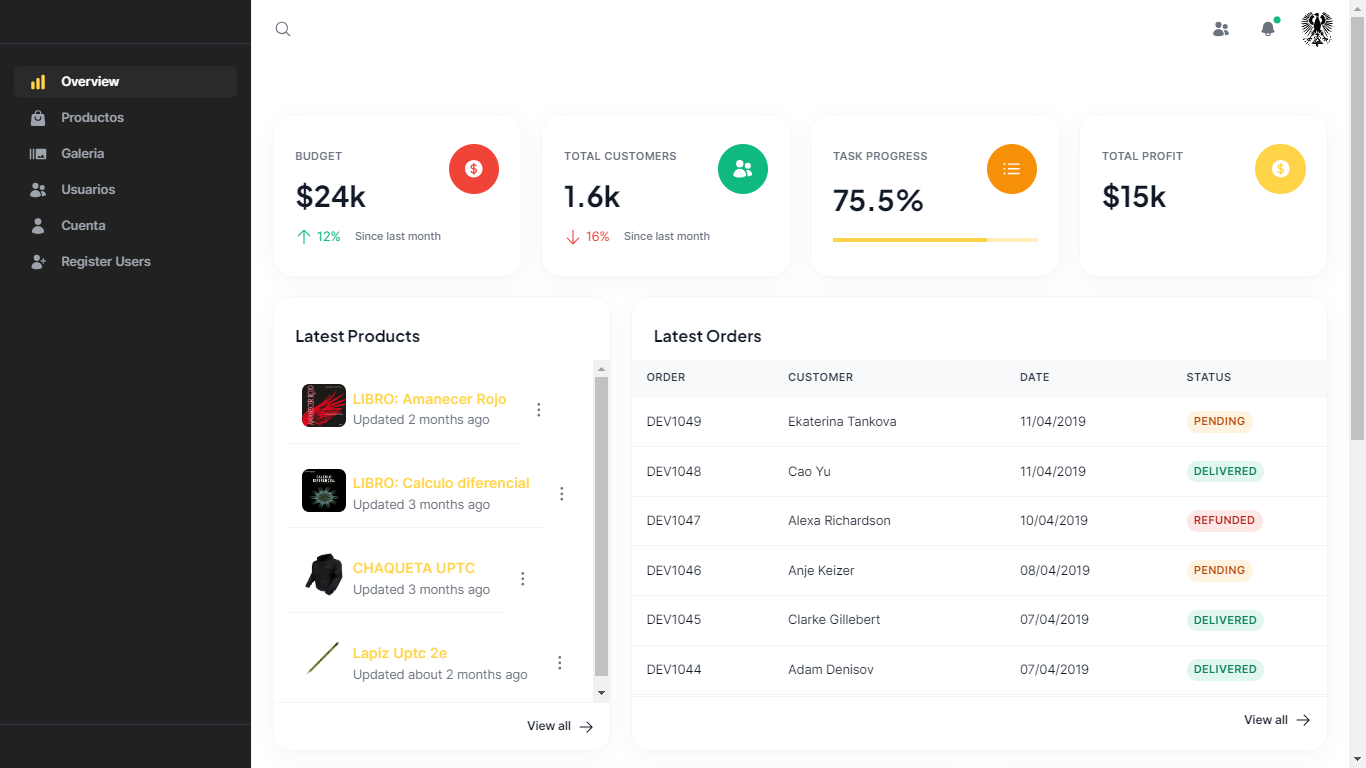 Overview
Productos
Galeria
Usuarios
Cuenta
Register Users
BUDGET
$24k
12% Since last month
TOTAL CUSTOMERS
1.6k
16% Since last month
TASK PROGRESS
75.5%
TOTAL PROFIT
$15k
Latest Products
AMANECER ROJO
LIBRO: Amanecer Rojo
Updated 2 months ago
CALCULO
DIFERENCIAL
LIBRO: Calculo diferencial
Updated 3 months ago
CHAQUETA UPTC
Updated 3 months ago
Lapiz Uptc 2e
Updated about 2 months ago
View all
Latest Orders
ORDER CUSTOMER DATE STATUS
DEV1049 Ekaterina Tankova 11/04/2019 PENDING
DEV1048 Cao Yu 11/04/2019 DELIVERED
DEV1047 Alexa Richardson 10/04/2019 REFUNDED
DEV1046 Anje Keizer 08/04/2019 PENDING
DEV1045 Clarke Gillebert 07/04/2019 DELIVERED
DEV1044 Adam Denisov 07/04/2019 DELIVERED
View all